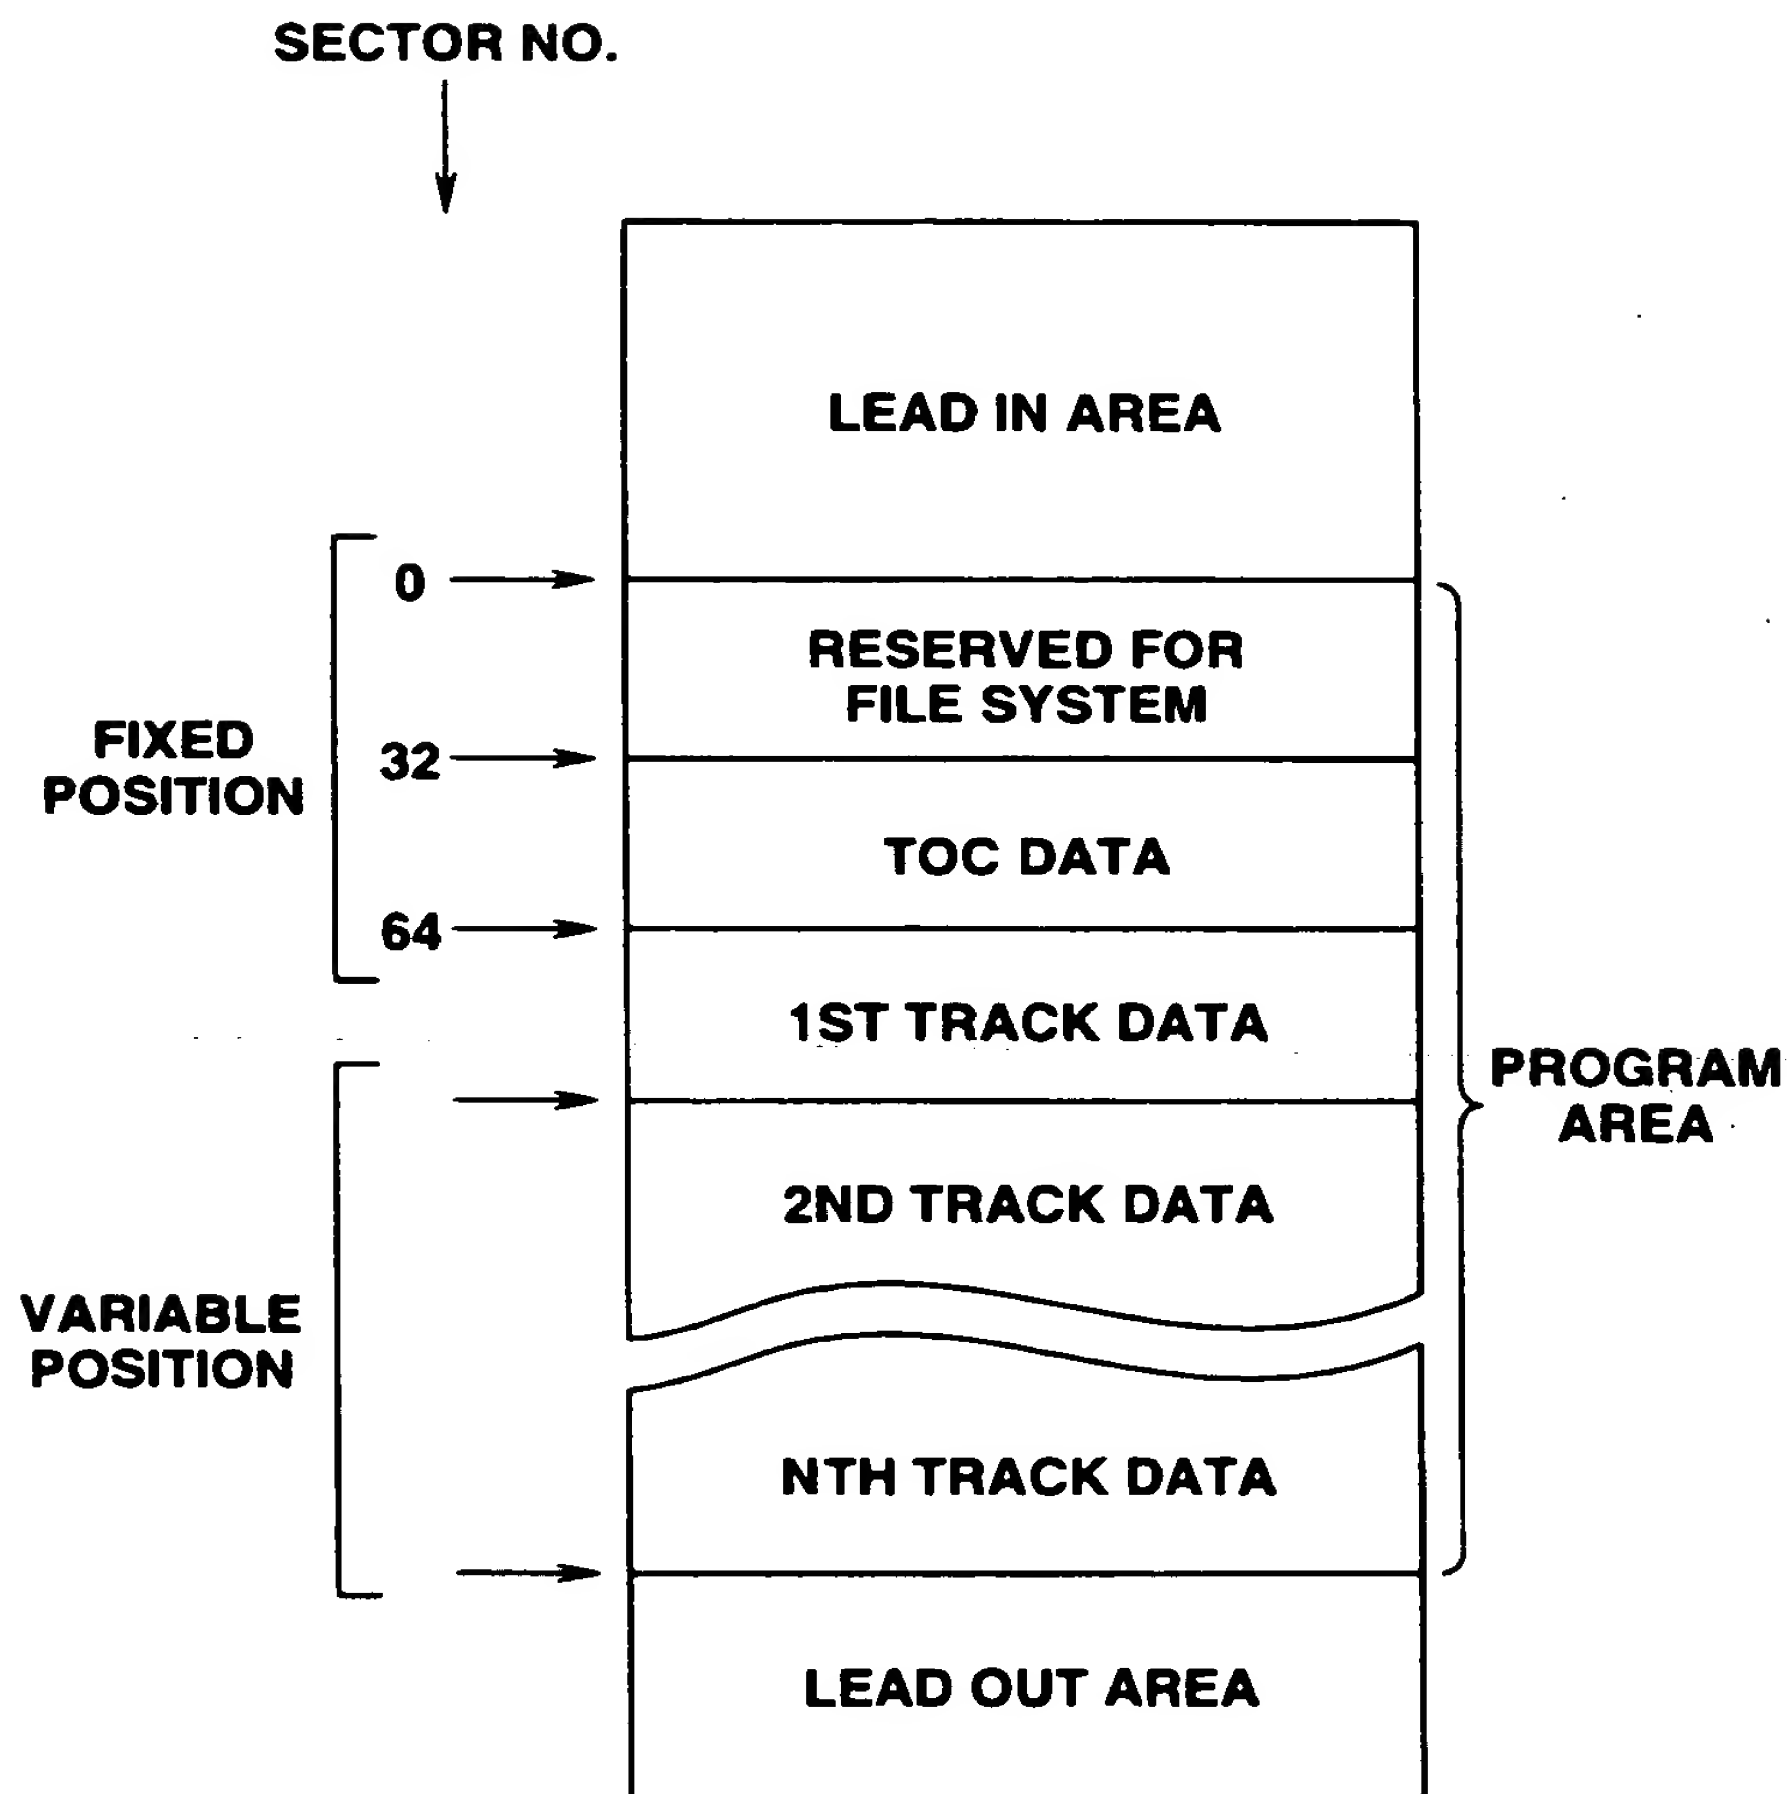 SECTOR NO.
LEAD IN AREA
0
RESERVED FOR
FILE SYSTEM
FIXED
POSITION
32
TOC DATA
64
1ST TRACK DATA
PROGRAM
AREA
2ND TRACK DATA
VARIABLE
POSITION
NTH TRACK DATA
LEAD OUT AREA